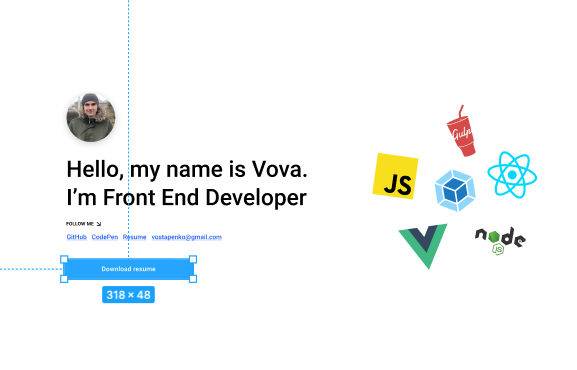 Hello, my name is Vova.
I'm Front End Developer
FOLLOW ME
GitHub CodePen Resume vostapenko@gmail.com
Download resume
318 × 48
Gulp
JS
node
JS